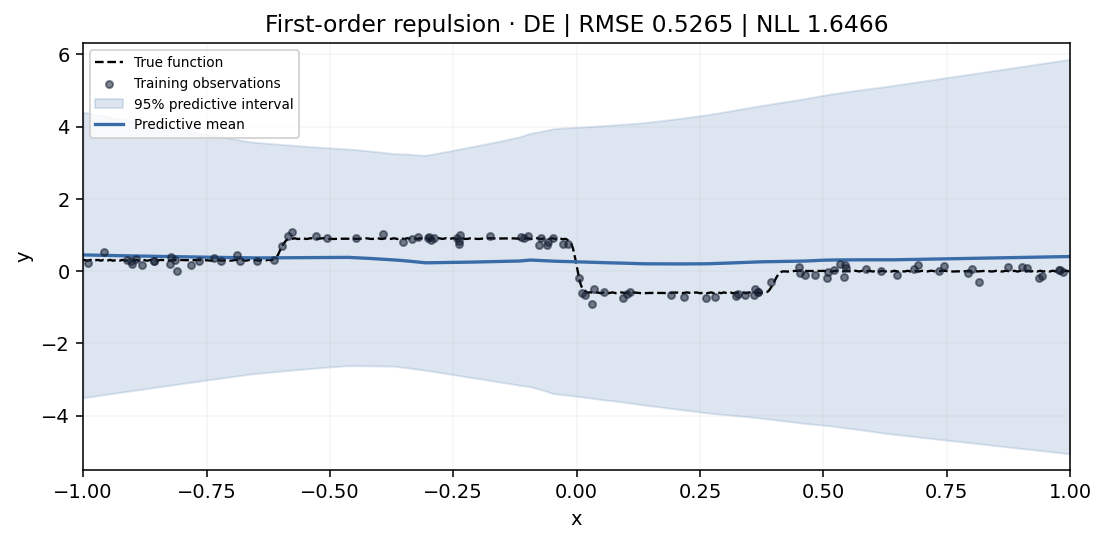 First-order repulsion · DE | RMSE 0.5265 | NLL 1.6466
True function
Training observations
95% predictive interval
Predictive mean
6
4
2
0
−2
−4
y
−1.00 −0.75 −0.50 −0.25 0.00 0.25 0.50 0.75 1.00
x